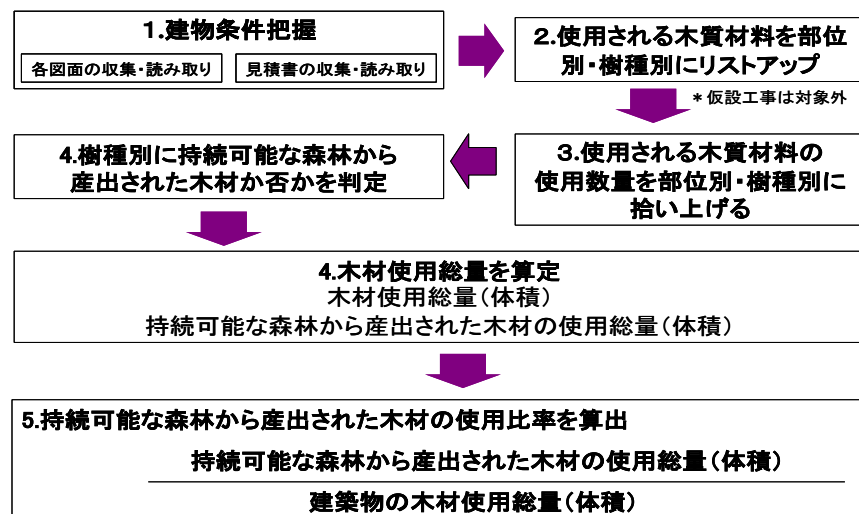 1.建物条件把握
各図面の収集・読み取り
見積書の収集・読み取り
2.使用される木質材料を部位
別・樹種別にリストアップ
*仮設工事は対象外
3.使用される木質材料の
使用数量を部位別・樹種別に
拾い上げる
4.樹種別に持続可能な森林から
産出された木材か否かを判定
4.木材使用総量を算定
木材使用総量(体積)
持続可能な森林から産出された木材の使用総量(体積)
5.持続可能な森林から産出された木材の使用比率を算出
持続可能な森林から産出された木材の使用総量(体積)
建築物の木材使用総量(体積)